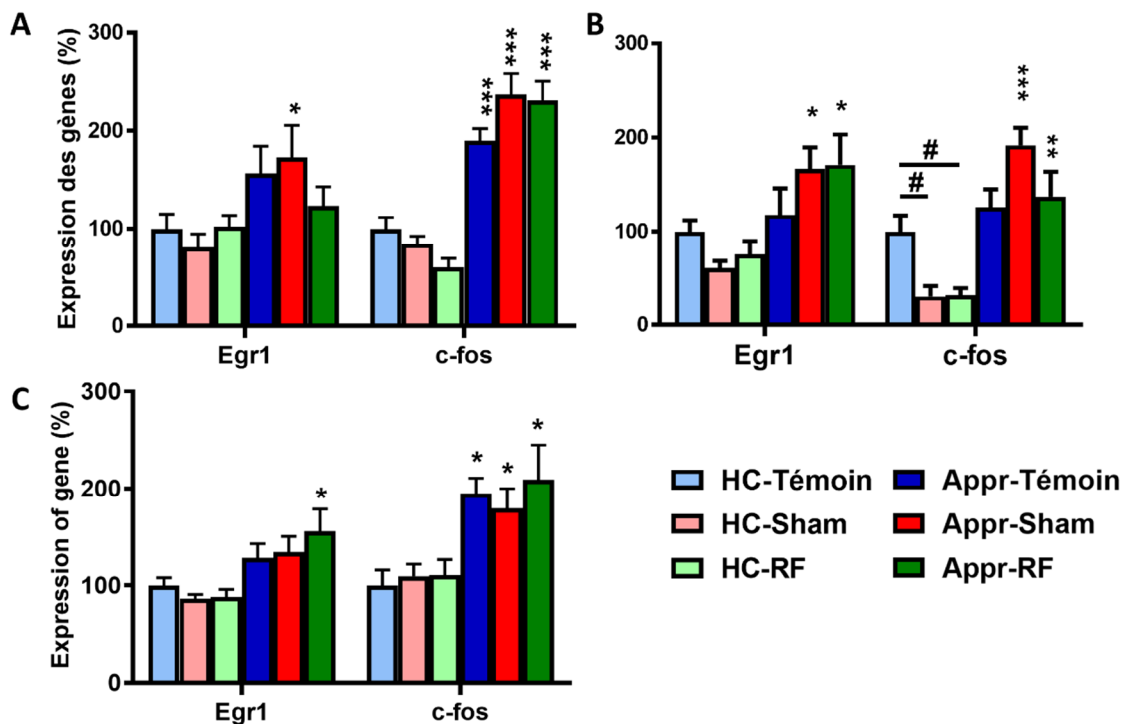 A
Expression des gènes (%)
300
200
100
0
*
***
***
***
Egr1
c-fos
B
300
200
100
0
*
*
#
#
***
**
Egr1
c-fos
C
Expression of gene (%)
300
200
100
0
*
*
*
*
Egr1
c-fos
HC-Témoin
Appr-Témoin
HC-Sham
Appr-Sham
HC-RF
Appr-RF